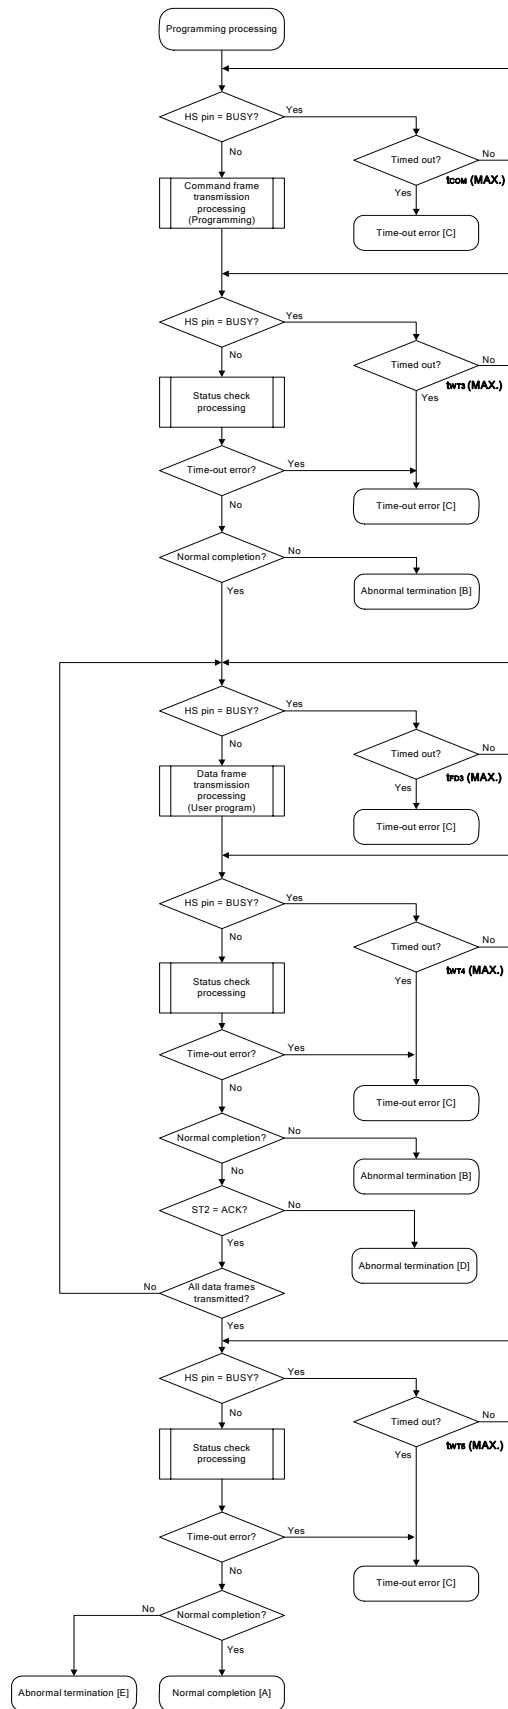 Programming processing
HS pin = BUSY?
Yes
No
Timed out?
No
tCOM (MAX.)
Yes
Command frame
transmission
processing
(Programming)
Time-out error [C]
HS pin = BUSY?
Yes
No
Timed out?
No
tWT3 (MAX.)
Yes
Status check
processing
Time-out error?
Yes
No
Time-out error [C]
Normal completion?
No
Yes
Abnormal termination [B]
HS pin = BUSY?
Yes
No
Timed out?
No
tFD3 (MAX.)
Yes
Data frame
transmission
processing
(User program)
Time-out error [C]
HS pin = BUSY?
Yes
No
Timed out?
No
tWT4 (MAX.)
Yes
Status check
processing
Time-out error?
Yes
No
Time-out error [C]
Normal completion?
No
No
Abnormal termination [B]
ST2 = ACK?
No
Yes
Abnormal termination [D]
All data frames
transmitted?
No
Yes
HS pin = BUSY?
Yes
No
Timed out?
No
tWT5 (MAX.)
Yes
Status check
processing
Time-out error?
Yes
No
Time-out error [C]
Normal completion?
No
Yes
Abnormal termination [E]
Normal completion [A]